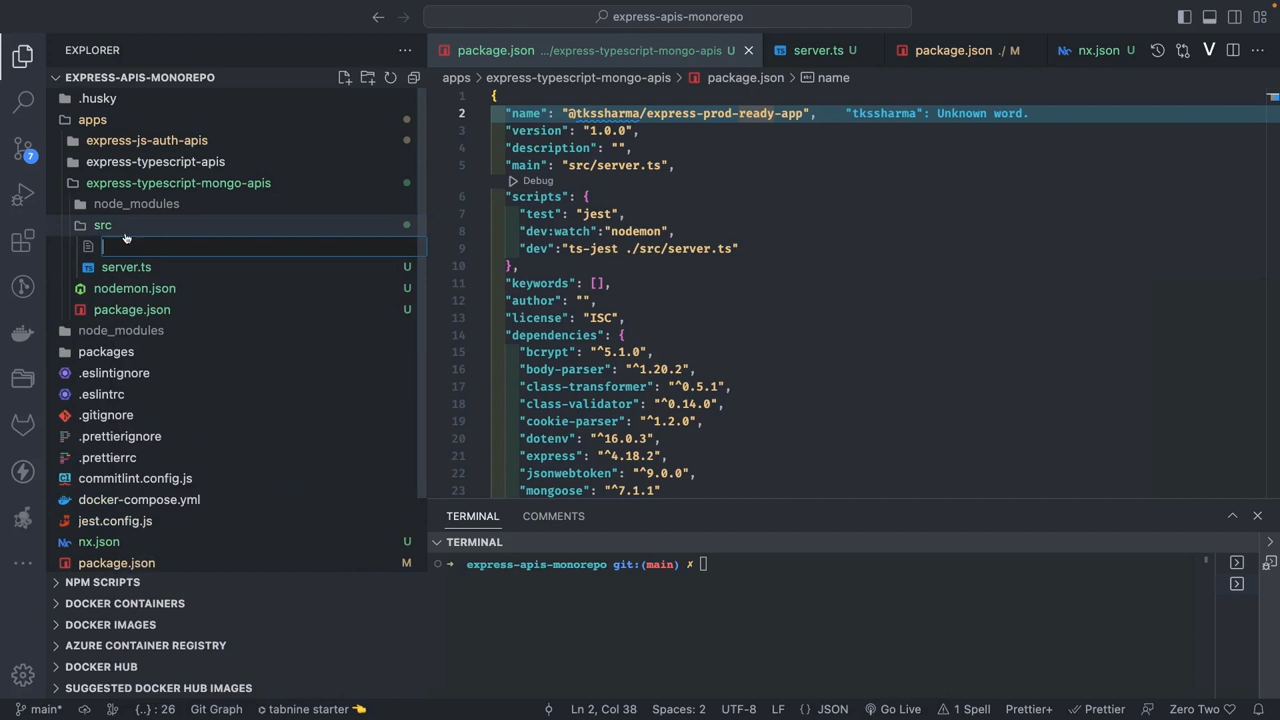 express-apis-monorepo
EXPLORER
EXPRESS-APIS-MONOREPO
.husky
apps
express-js-auth-apis
express-typescript-apis
express-typescript-mongo-apis
node_modules
src
TS server.ts U
nodemon.json
package.json U
node_modules
packages
.eslintignore
.eslintrc
.gitignore
.prettierignore
.prettierrc
commitlint.config.js
docker-compose.yml
jest.config.js
nx.json U
package.json M
NPM SCRIPTS
DOCKER CONTAINERS
DOCKER IMAGES
AZURE CONTAINER REGISTRY
DOCKER HUB
SUGGESTED DOCKER HUB IMAGES
7
package.json .../express-typescript-mongo-apis U
TS server.ts U
package.json ./ M
nx.json U
V
apps > express-typescript-mongo-apis > package.json > name
1 {
2 "name": "@tkssharma/express-prod-ready-app", "tkssharma": Unknown word.
3 "version": "1.0.0",
4 "description": "",
5 "main": "src/server.ts",
Debug
6 "scripts": {
7 "test": "jest",
8 "dev:watch":"nodemon",
9 "dev":"ts-jest ./src/server.ts"
10 },
11 "keywords": [],
12 "author": "",
13 "license": "ISC",
14 "dependencies": {
15 "bcrypt": "^5.1.0",
16 "body-parser": "^1.20.2",
17 "class-transformer": "^0.5.1",
18 "class-validator": "^0.14.0",
19 "cookie-parser": "^1.2.0",
20 "dotenv": "^16.0.3",
21 "express": "^4.18.2",
22 "jsonwebtoken": "^9.0.0",
23 "mongoose": "^7.1.1"
TERMINAL COMMENTS
TERMINAL
express-apis-monorepo git:(main) ✗
main* {..} : 26 Git Graph tabnine starter 👈 Ln 2, Col 38 Spaces: 2 UTF-8 LF {} JSON Go Live 1 Spell Prettier+ Prettier Zero Two